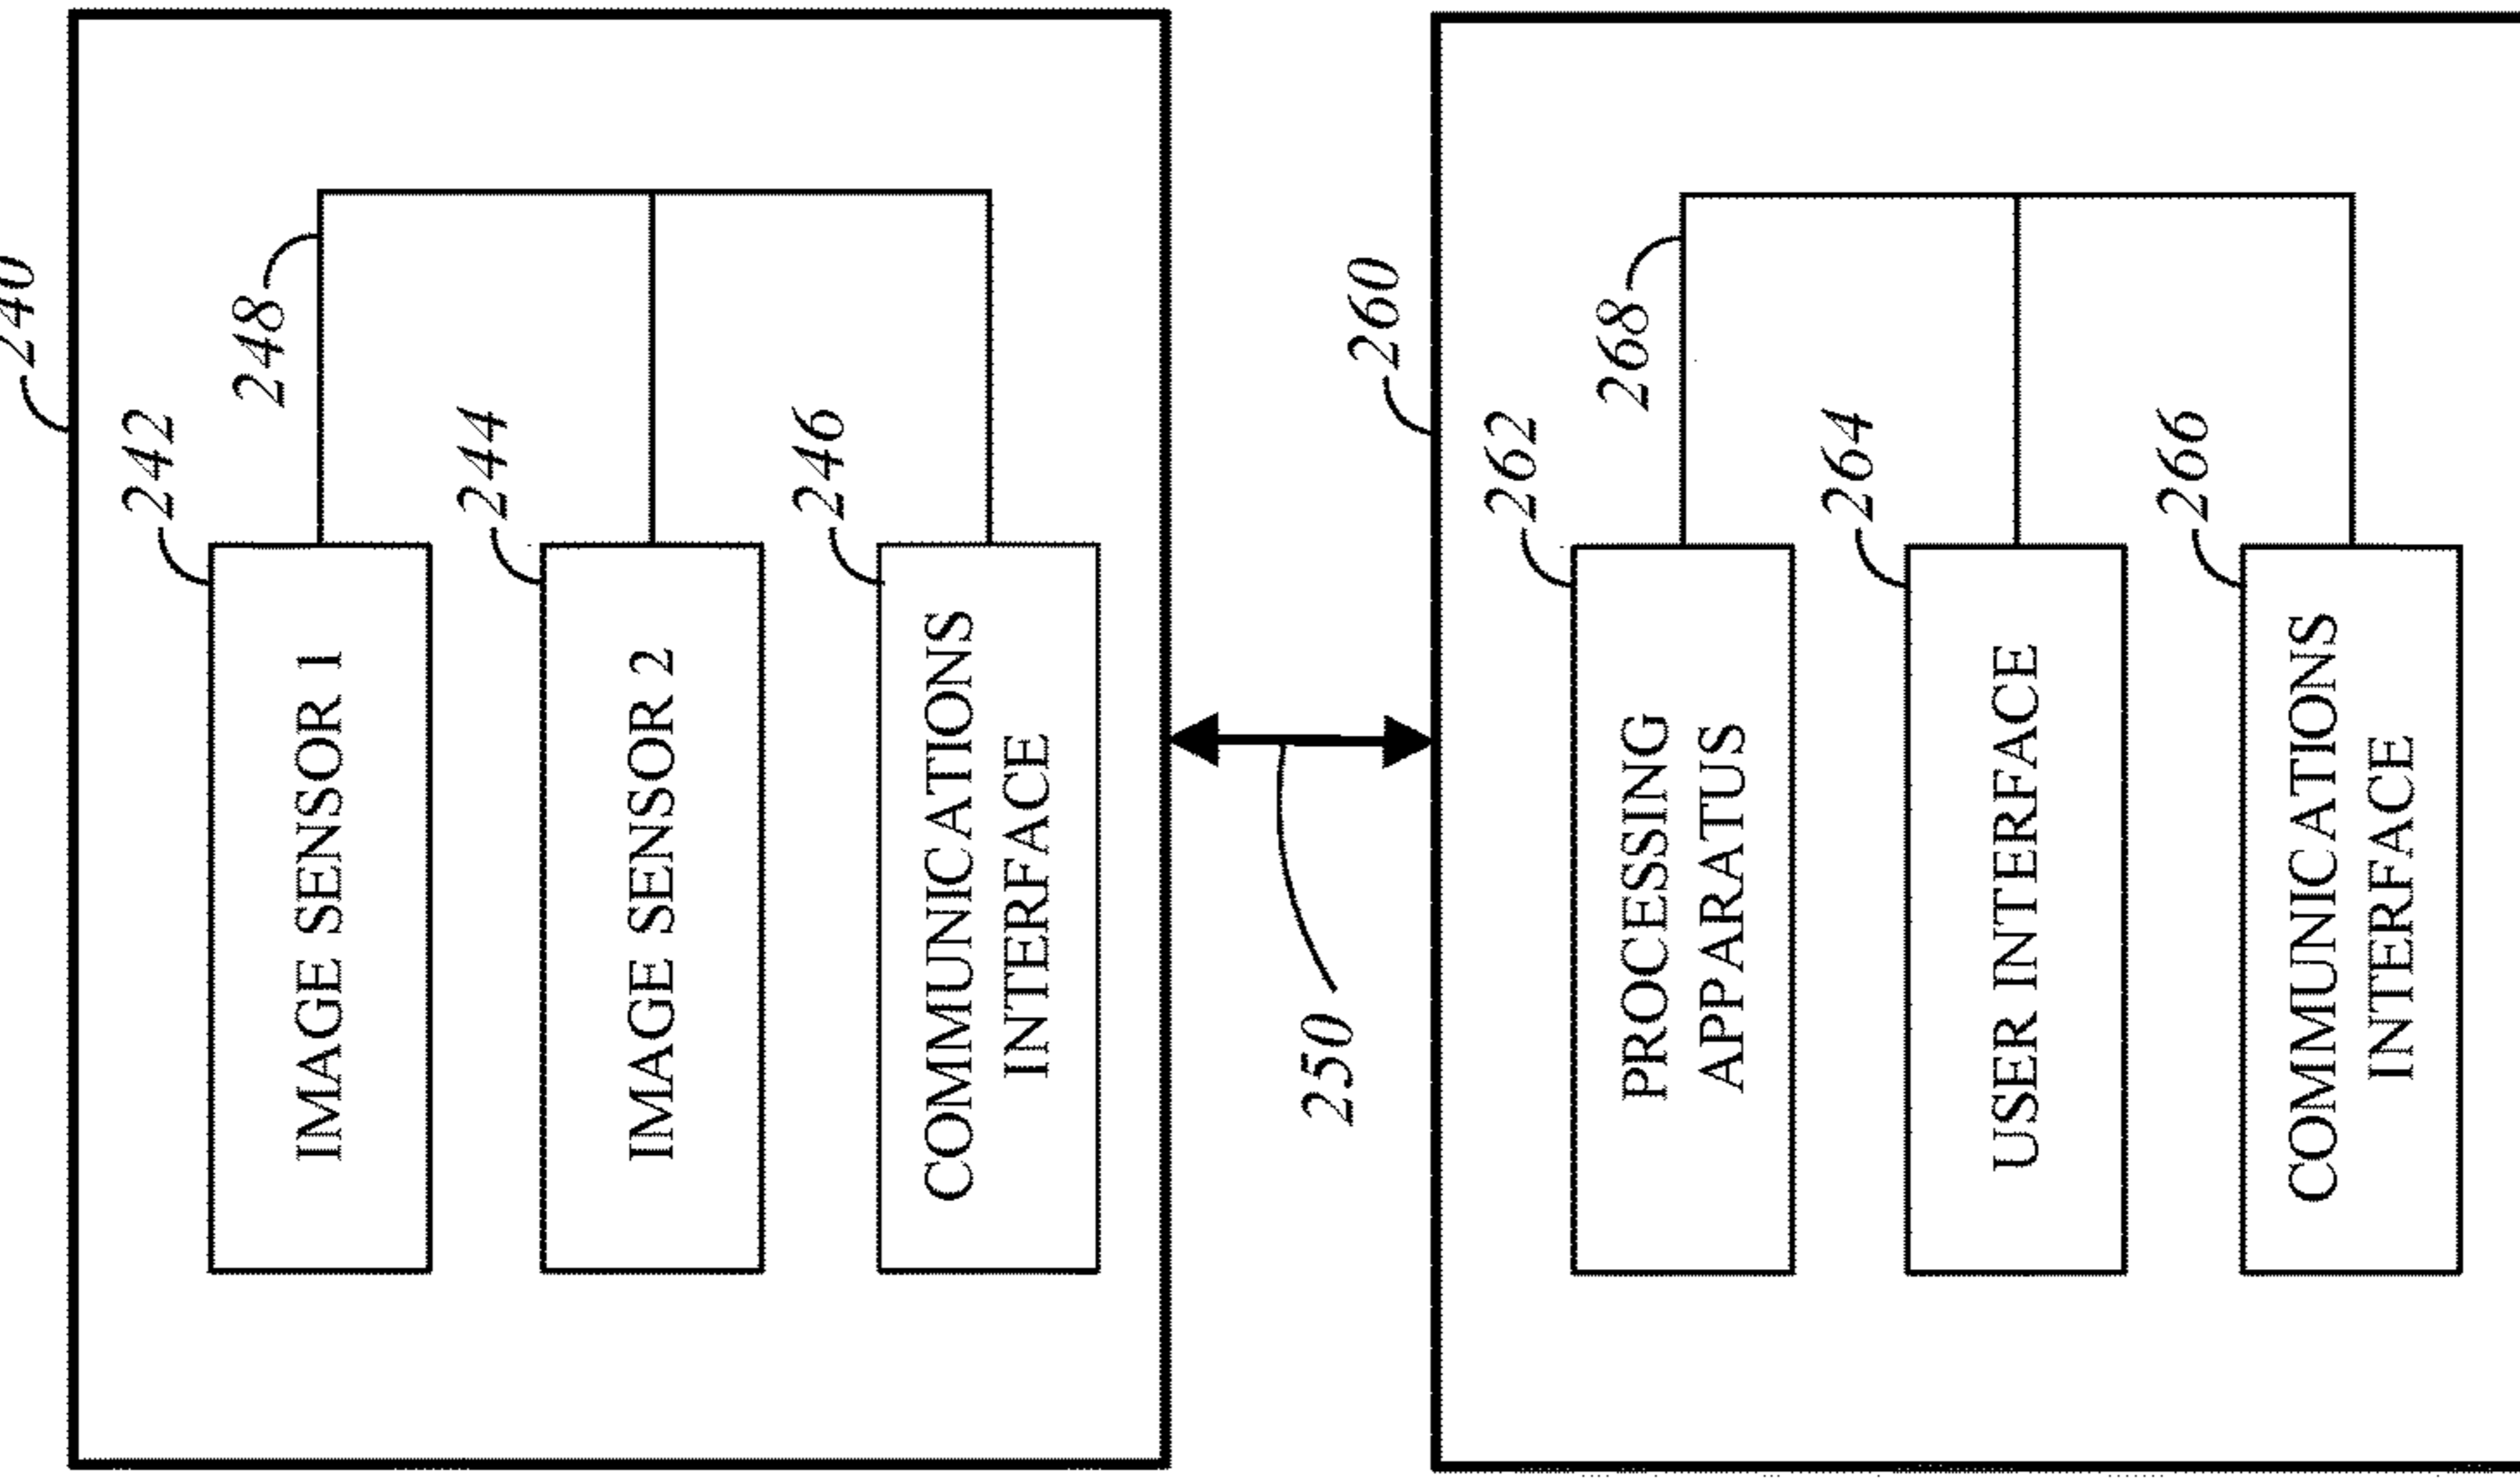 240
248
242
IMAGE SENSOR 1
244
IMAGE SENSOR 2
246
COMMUNICATIONS
INTERFACE
250
260
268
262
PROCESSING
APPARATUS
264
USER INTERFACE
266
COMMUNICATIONS
INTERFACE